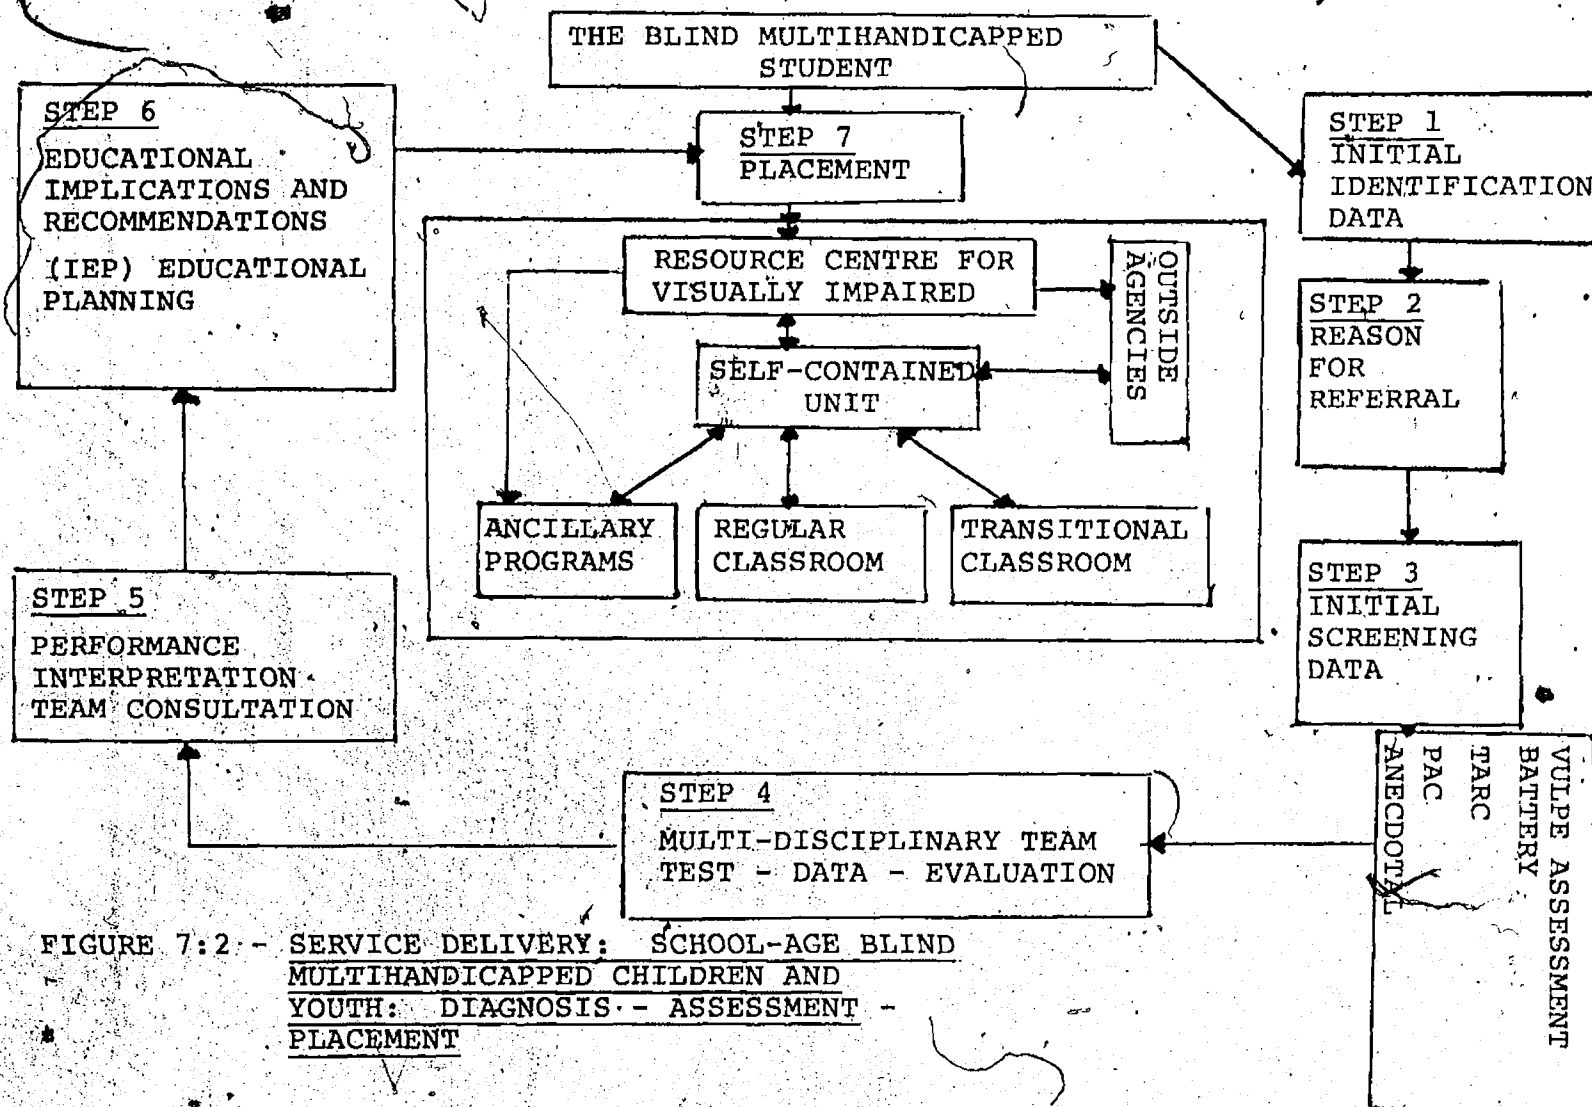 THE BLIND MULTIHANDICAPPED
STUDENT
STEP 1
INITIAL
IDENTIFICATION
DATA
STEP 2
REASON
FOR
REFERRAL
STEP 3
INITIAL
SCREENING
DATA
VULPE ASSESSMENT
BATTERY
TARC
PAC
ANECDOTAL
STEP 4
MULTI-DISCIPLINARY TEAM
TEST - DATA - EVALUATION
STEP 5
PERFORMANCE
INTERPRETATION
TEAM CONSULTATION
STEP 6
EDUCATIONAL
IMPLICATIONS AND
RECOMMENDATIONS
(IEP) EDUCATIONAL
PLANNING
STEP 7
PLACEMENT
RESOURCE CENTRE FOR
VISUALLY IMPAIRED
OUTSIDE
AGENCIES
SELF-CONTAINED
UNIT
ANCILLARY
PROGRAMS
REGULAR
CLASSROOM
TRANSITIONAL
CLASSROOM
FIGURE 7:2 - SERVICE DELIVERY: SCHOOL-AGE BLIND
MULTIHANDICAPPED CHILDREN AND
YOUTH: DIAGNOSIS - ASSESSMENT -
PLACEMENT